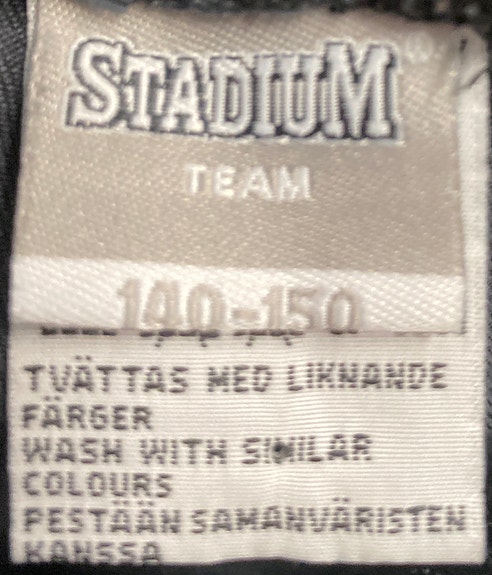 STADIUM®
TEAM
140-150
TVÄTTAS MED LIKNANDE
FÄRGER
WASH WITH SIMILAR
COLOURS
PESTÄÄN SAMANVÄRISTEN
KANSSA